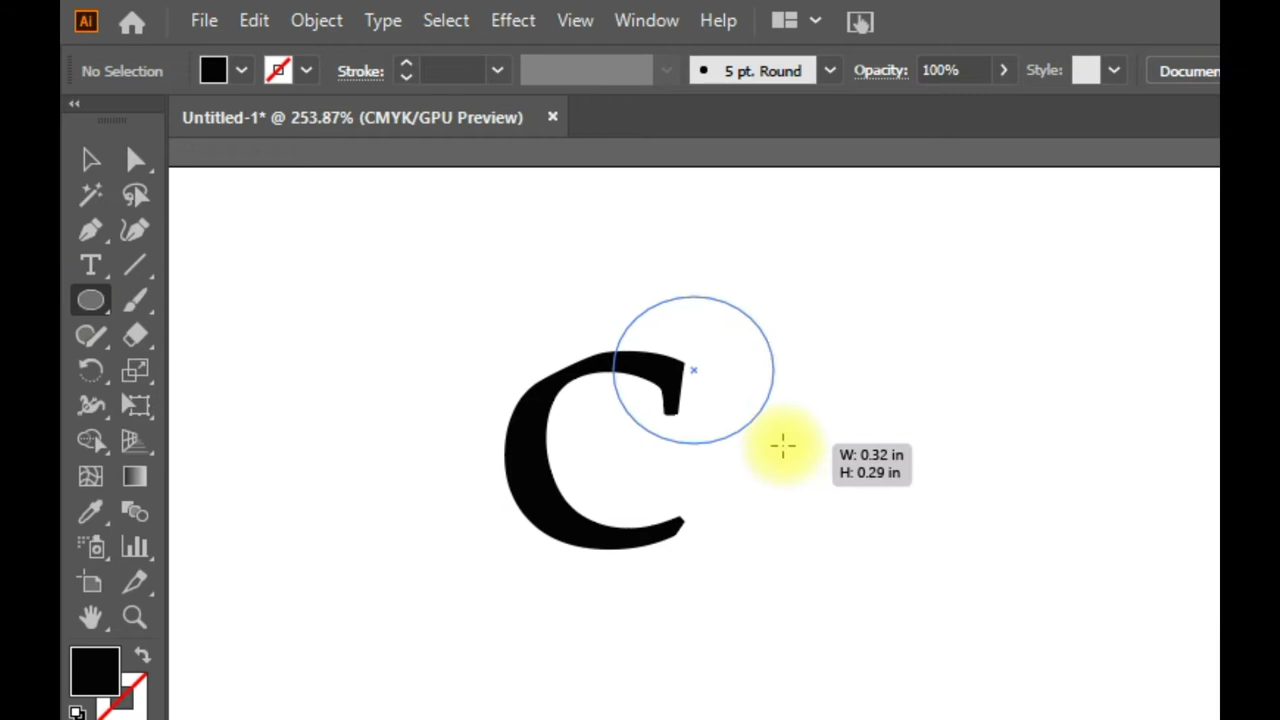 Ai File Edit Object Type Select Effect View Window Help
No Selection Stroke: 5 pt. Round Opacity: 100% Style: Documen
Untitled-1* @ 253.87% (CMYK/GPU Preview)
C
W: 0.32 in
H: 0.29 in